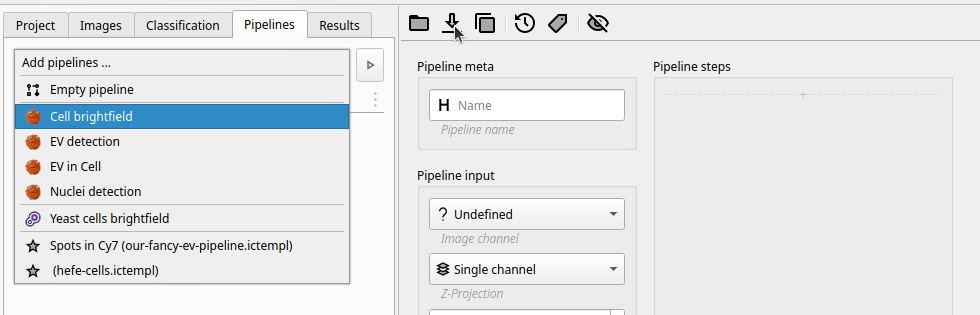 Project
Images
Classification
Pipelines
Results
Add pipelines ...
Empty pipeline
Cell brightfield
EV detection
EV in Cell
Nuclei detection
Yeast cells brightfield
Spots in Cy7 (our-fancy-ev-pipeline.ictempl)
(hefe-cells.ictempl)
Pipeline meta
H Name
Pipeline name
Pipeline input
? Undefined
Image channel
Single channel
Z-Projection
Pipeline steps